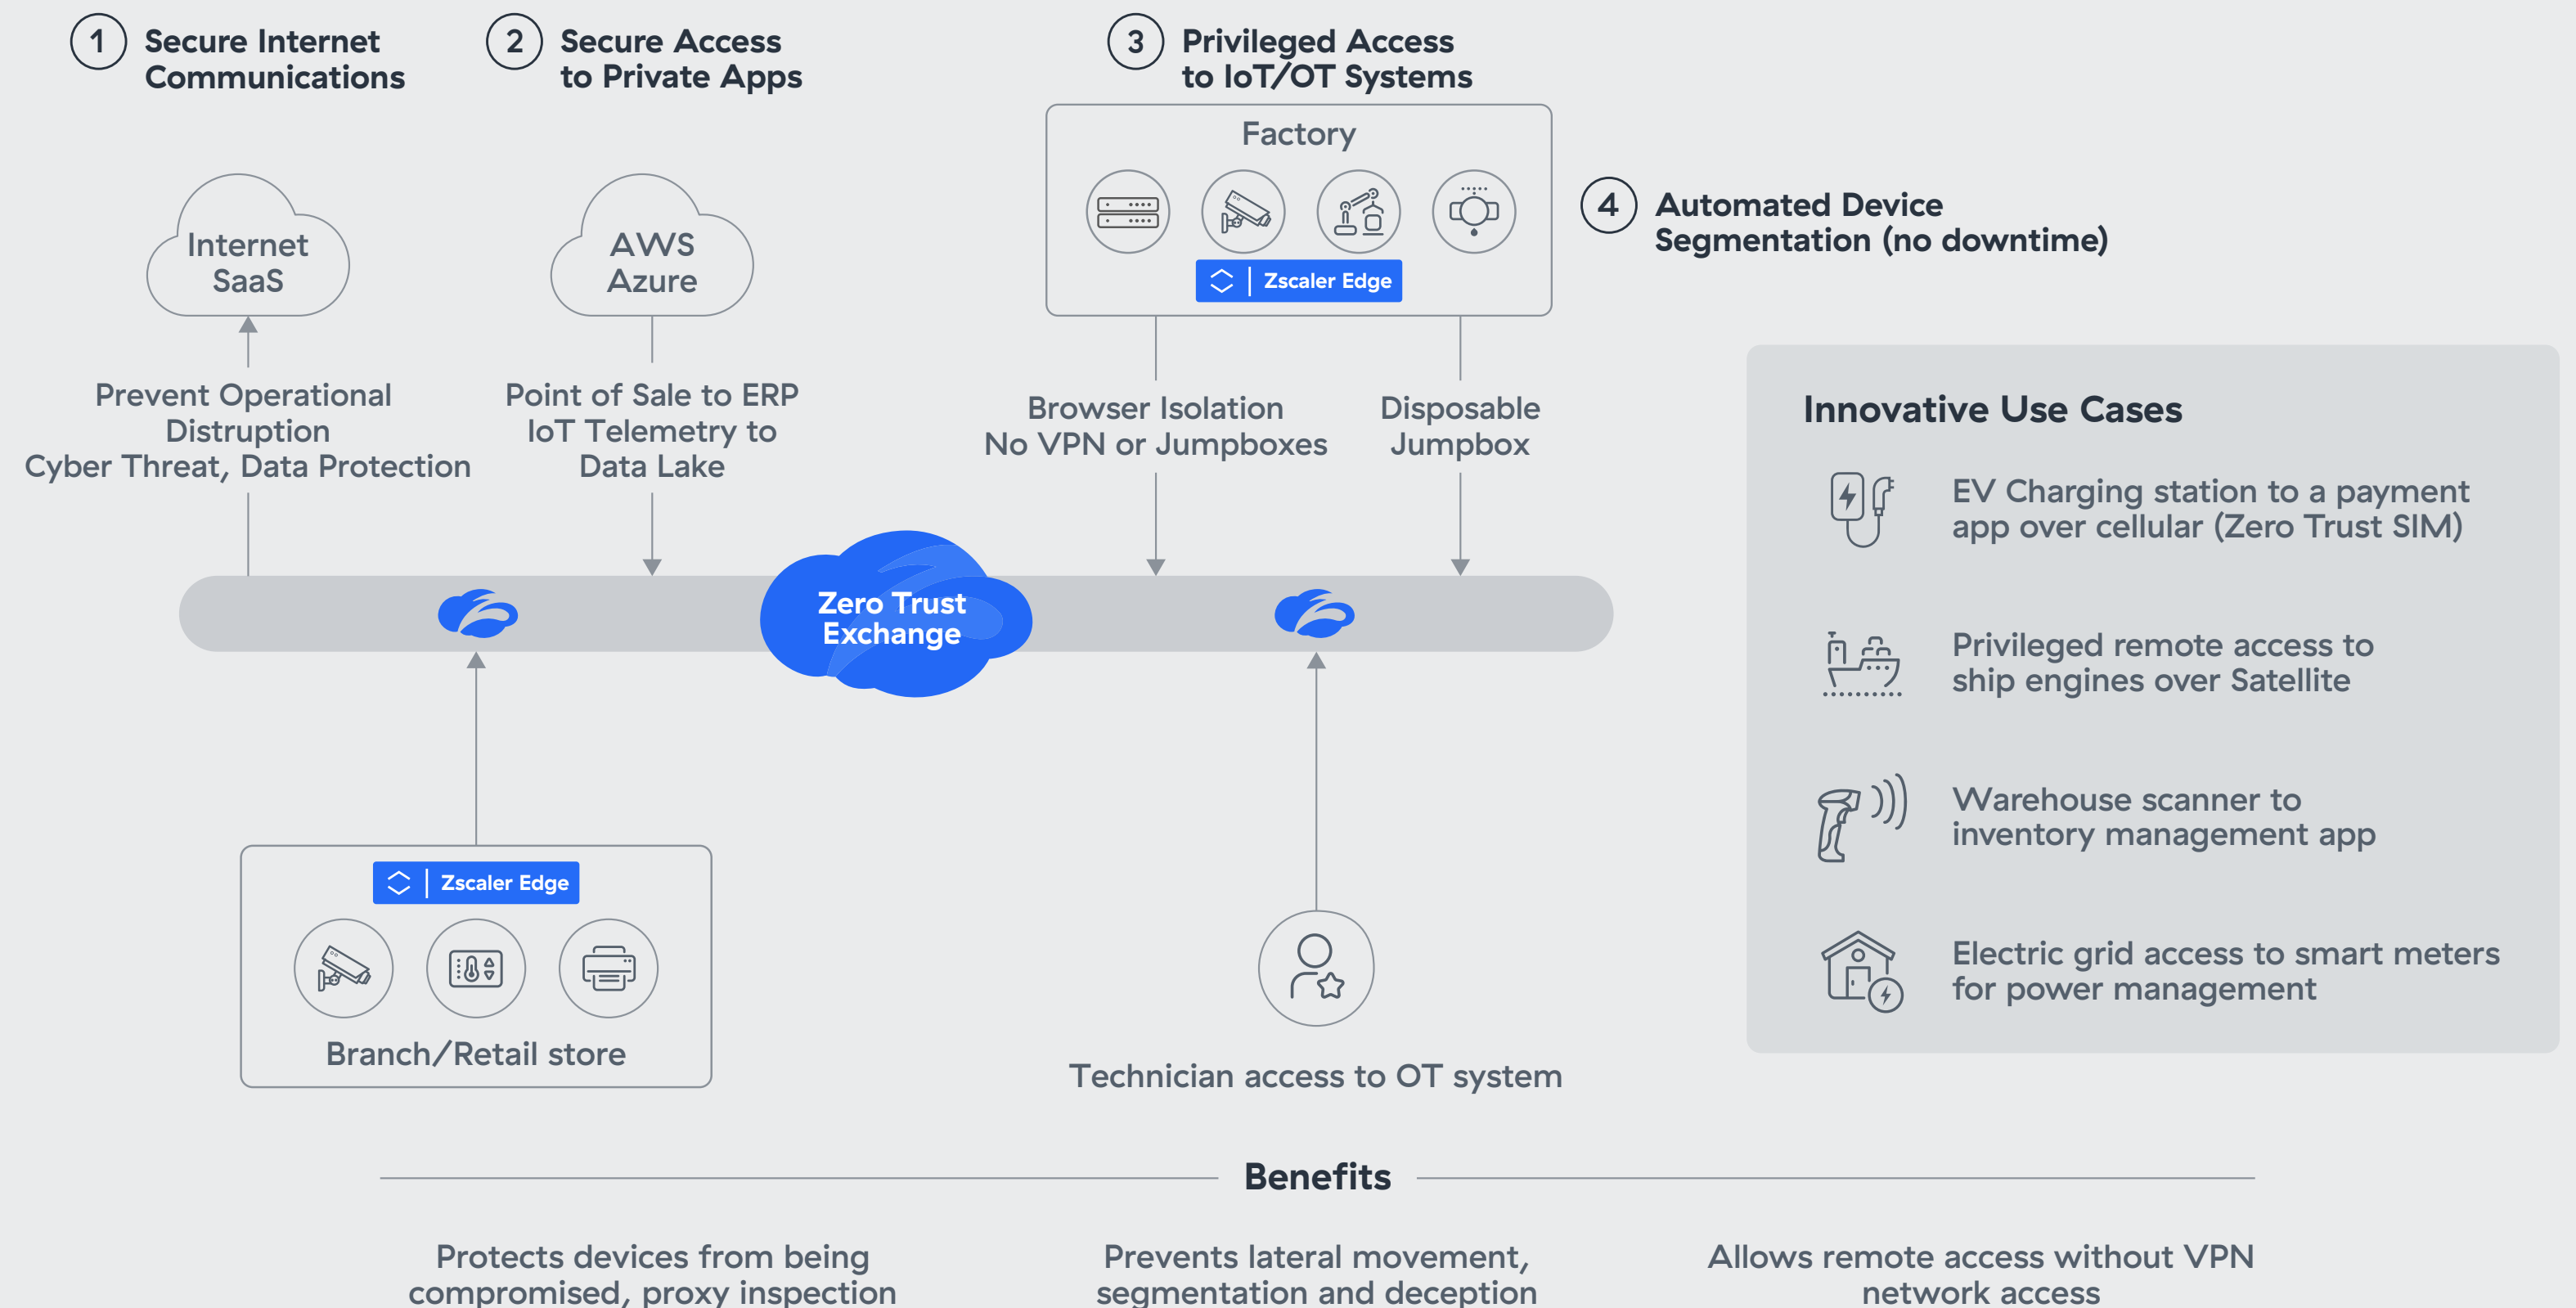 1
Secure Internet
Communications
2
Secure Access
to Private Apps
3
Privileged Access
to IoT/OT Systems
Factory
Zscaler Edge
4
Automated Device
Segmentation (no downtime)
Internet
SaaS
AWS
Azure
Prevent Operational
Distruption
Cyber Threat, Data Protection
Point of Sale to ERP
IoT Telemetry to
Data Lake
Browser Isolation
No VPN or Jumpboxes
Disposable
Jumpbox
Zero Trust
Exchange
Zscaler Edge
Branch/Retail store
Technician access to OT system
Innovative Use Cases
EV Charging station to a payment
app over cellular (Zero Trust SIM)
Privileged remote access to
ship engines over Satellite
Warehouse scanner to
inventory management app
Electric grid access to smart meters
for power management
Benefits
Protects devices from being
compromised, proxy inspection
Prevents lateral movement,
segmentation and deception
Allows remote access without VPN
network access